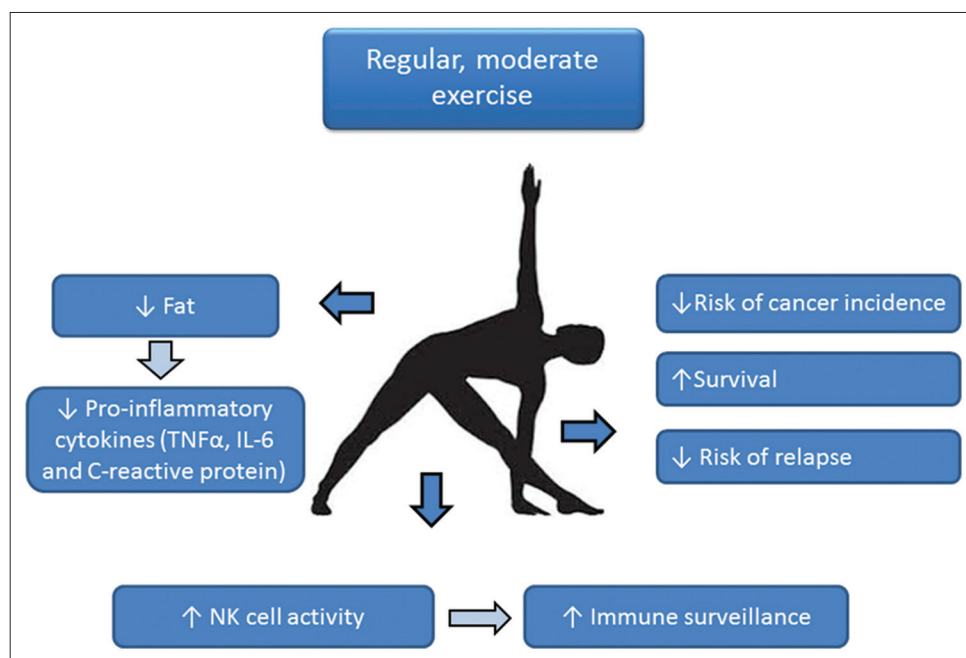 Regular, moderate
exercise
↓ Fat
↓ Pro-inflammatory
cytokines (TNFα, IL-6
and C-reactive protein)
↓Risk of cancer incidence
↑Survival
↓ Risk of relapse
↑ NK cell activity
↑ Immune surveillance